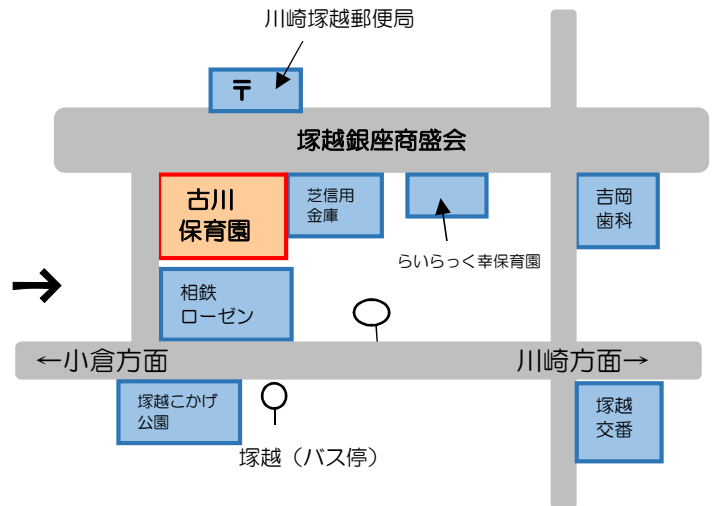 川崎塚越郵便局
〒
塚越銀座商盛会
古川
保育園
芝信用
金庫
吉岡
歯科
らいらっく幸保育園
→
相鉄
ローゼン
←小倉方面
川崎方面→
塚越こかげ
公園
塚越
交番
塚越（バス停）